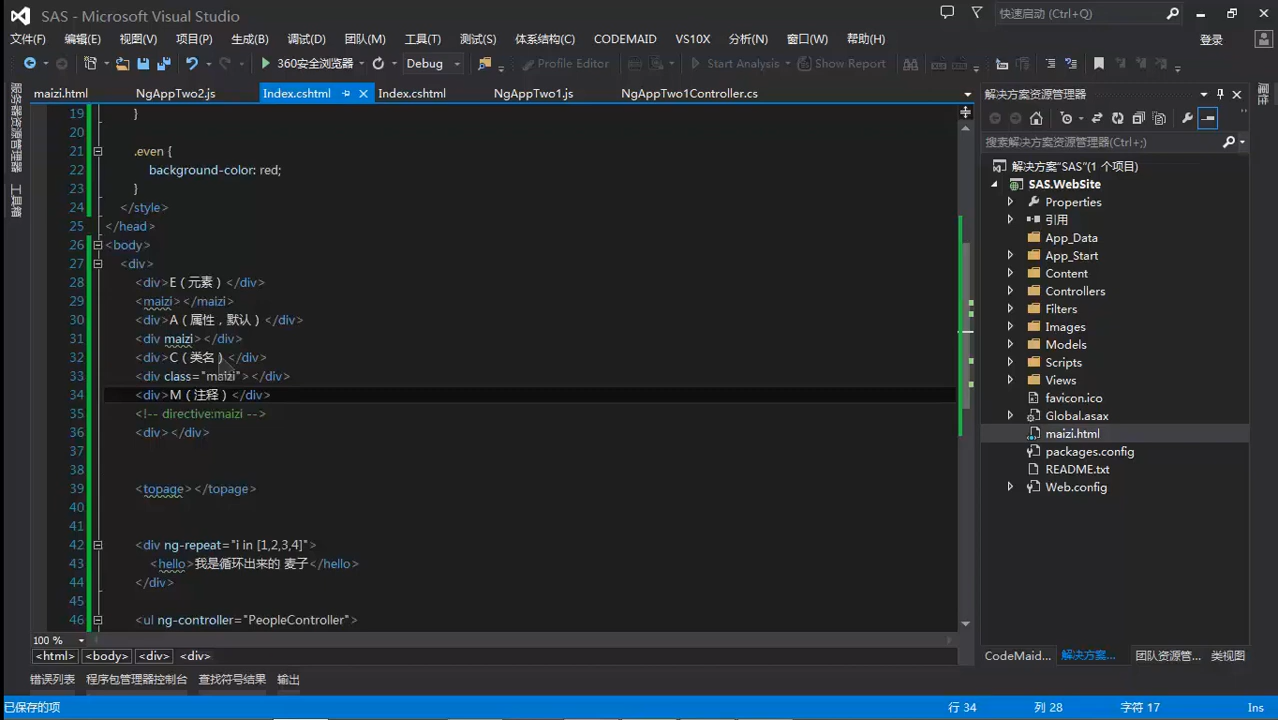 SAS - Microsoft Visual Studio
快速启动 (Ctrl+Q)
文件(F) 编辑(E) 视图(V) 项目(P) 生成(B) 调试(D) 团队(M) 工具(T) 测试(S) 体系结构(C) CODEMAID VS10X 分析(N) 窗口(W) 帮助(H) 登录
360安全浏览器 Debug Profile Editor Start Analysis Show Report
服务器资源管理器
工具箱
maizi.html NgAppTwo2.js Index.cshtml Index.cshtml NgAppTwo1.js NgAppTwo1Controller.cs
19 }
20
21 .even {
22 background-color: red;
23 }
24 </style>
25 </head>
26 <body>
27 <div>
28 <div>E（元素）</div>
29 <maizi></maizi>
30 <div>A（属性，默认）</div>
31 <div maizi></div>
32 <div>C（类名）</div>
33 <div class="maizi"></div>
34 <div>M（注释）</div>
35 <!-- directive:maizi -->
36 <div></div>
37
38
39 <topage></topage>
40
41
42 <div ng-repeat="i in [1,2,3,4]">
43 <hello>我是循环出来的 麦子</hello>
44 </div>
45
46 <ul ng-controller="PeopleController">
100 %
<html> <body> <div> <div>
错误列表 程序包管理器控制台 查找符号结果 输出
已保存的项 行 34 列 28 字符 17 Ins
解决方案资源管理器
搜索解决方案资源管理器(Ctrl+;)
解决方案"SAS"(1 个项目)
SAS.WebSite
Properties
引用
App_Data
App_Start
Content
Controllers
Filters
Images
Models
Scripts
Views
favicon.ico
Global.asax
maizi.html
packages.config
README.txt
Web.config
CodeMaid... 解决方案... 团队资源管... 类视图
属性